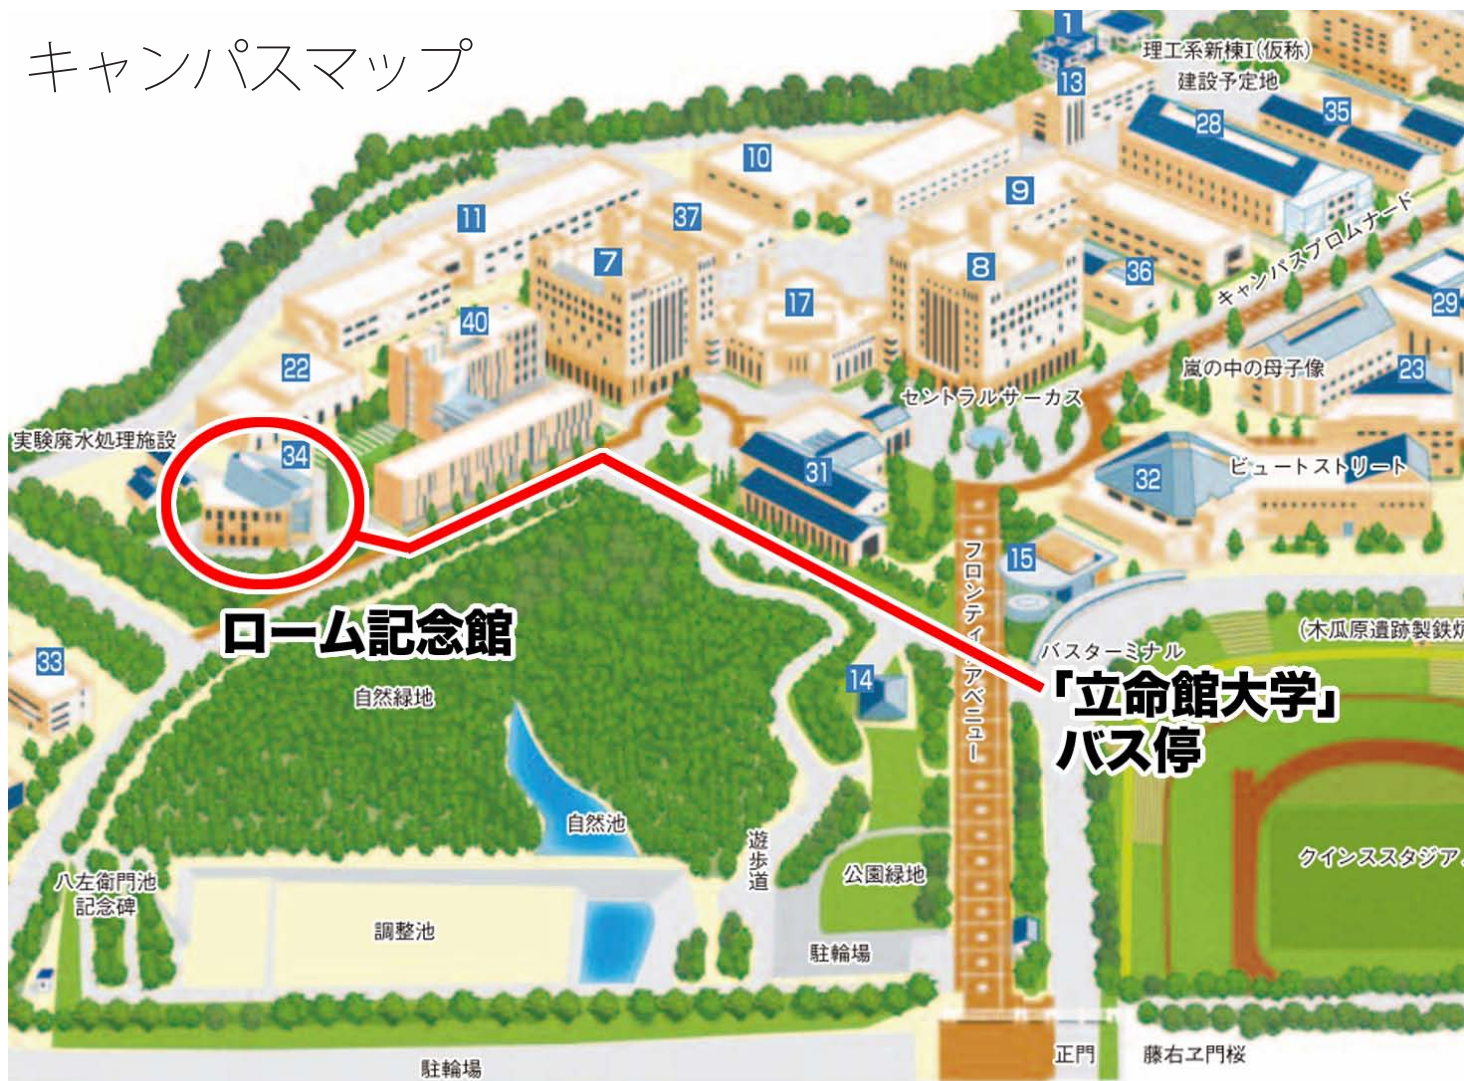 キャンパスマップ
1
理工系新棟I(仮称)
建設予定地
13
28
35
10
9
11
37
7
8
36
キャンパスプロムナード
17
29
40
嵐の中の母子像
23
22
セントラルサーカス
実験廃水処理施設
34
31
32
ビュートストリート
15
フロンティアベニュー
ローム記念館
(木瓜原遺跡製鉄炉
バスターミナル
33
14
「立命館大学」
バス停
自然緑地
自然池
遊歩道
クインススタジア
八左衛門池
記念碑
公園緑地
調整池
駐輪場
正門
藤右ヱ門桜
駐輪場